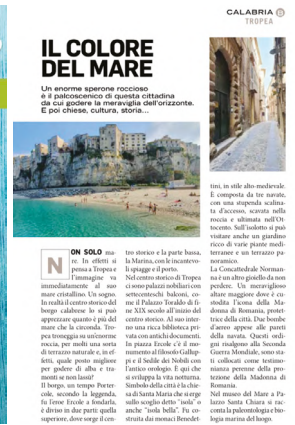 CALABRIA
TROPEA
IL COLORE
DEL MARE
Un enorme sperone roccioso
è il palcoscenico di questa cittadina
da cui godere la meraviglia dell'orizzonte.
E poi chiese, cultura, storia...
NON SOLO ma-
re. In effetti si
pensa a Tropea e
l'immagine va
immediatamente al suo
mare cristallino. Un sogno.
In realtà il centro storico del
borgo calabrese lo si può
apprezzare quanto è più del
mare che la circonda. Tro-
pea troneggia su un'enorme
roccia, per molti una sorta
di terrazzo naturale e, in ef-
fetti, quale luogo migliore
per godere di alba e tra-
monti se non lassù?
Il borgo, un tempo Porter-
cole, secondo la leggenda,
fu l'eroe Ercole a fondarla,
è diviso in due parti: quella
superiore, dove sorge il cen-
tro storico e la parte bassa,
la Marina, con le incantevo-
li spiagge e il porto.
Nel centro storico di Tropea
ci sono palazzi nobiliari con
settecenteschi balconi, co-
me il Palazzo Toraldo di fi-
ne XIX secolo all'inizio del
centro storico. Al suo inter-
no una ricca biblioteca pri-
vata con antichi documenti.
In piazza Ercole c'è il mo-
numento al filosofo Gallup-
pi e il Sedile dei Nobili con
l'antico orologio. E qui che
si sviluppa la vita notturna.
Simbolo della città è la chie-
sa di Santa Maria che si erge
sullo scoglio detto "isola" o
anche "isola bella". Fu co-
struita dai monaci Benedet-
tini, in stile alto-medievale.
È composta da tre navate,
con una stupenda scalina-
ta d'accesso, scavata nella
roccia e ultimata nell'Ot-
tocento. Sull'isolotto si può
visitare anche un giardino
ricco di varie piante medi-
terranee e un terrazzo pa-
noramico.
La Concattedrale Norman-
na è un altro gioiello da non
perdere. Un meraviglioso
altare maggiore dove è cu-
stodita l'icona della Ma-
donna di Romania, protet-
trice della città. Due bombe
d'aereo appese alle pareti
della navata. Questi ordi-
gni risalgono alla Seconda
Guerra Mondiale, sono sta-
ti collocati come testimo-
nianza perenne della pro-
tezione della Madonna di
Romania.
Nel museo del Mare a Pa-
lazzo Santa Chiara si rac-
conta la paleontologia e bio-
logia marina del luogo.